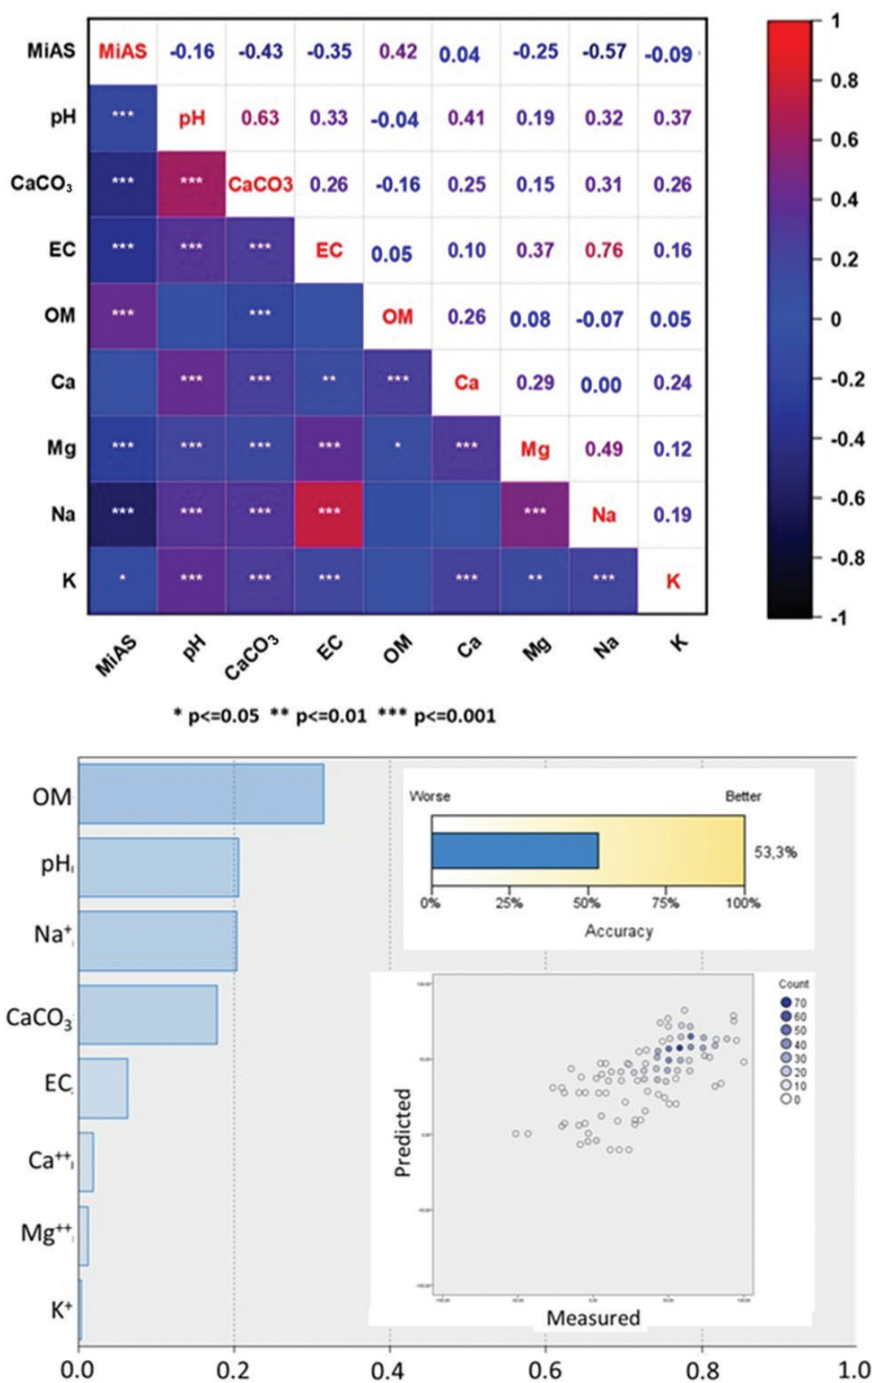 MiAS MiAS -0.16 -0.43 -0.35 0.42 0.04 -0.25 -0.57 -0.09
pH *** pH 0.63 0.33 -0.04 0.41 0.19 0.32 0.37
CaCO₃ *** *** CaCO3 0.26 -0.16 0.25 0.15 0.31 0.26
EC *** *** *** EC 0.05 0.10 0.37 0.76 0.16
OM *** *** OM 0.26 0.08 -0.07 0.05
Ca *** *** ** *** Ca 0.29 0.00 0.24
Mg *** *** *** *** * *** Mg 0.49 0.12
Na *** *** *** *** *** Na 0.19
K * *** *** *** *** ** *** K
MiAS pH CaCO₃ EC OM Ca Mg Na K
1
0.8
0.6
0.4
0.2
0
-0.2
-0.4
-0.6
-0.8
-1
* p<=0.05 ** p<=0.01 *** p<=0.001
OM
pH
Na⁺
CaCO₃
EC
Ca⁺⁺
Mg⁺⁺
K⁺
0.0 0.2 0.4 0.6 0.8 1.0
Worse Better
53,3%
0% 25% 50% 75% 100%
Accuracy
Count
70
60
50
40
30
20
10
0
Predicted
Measured